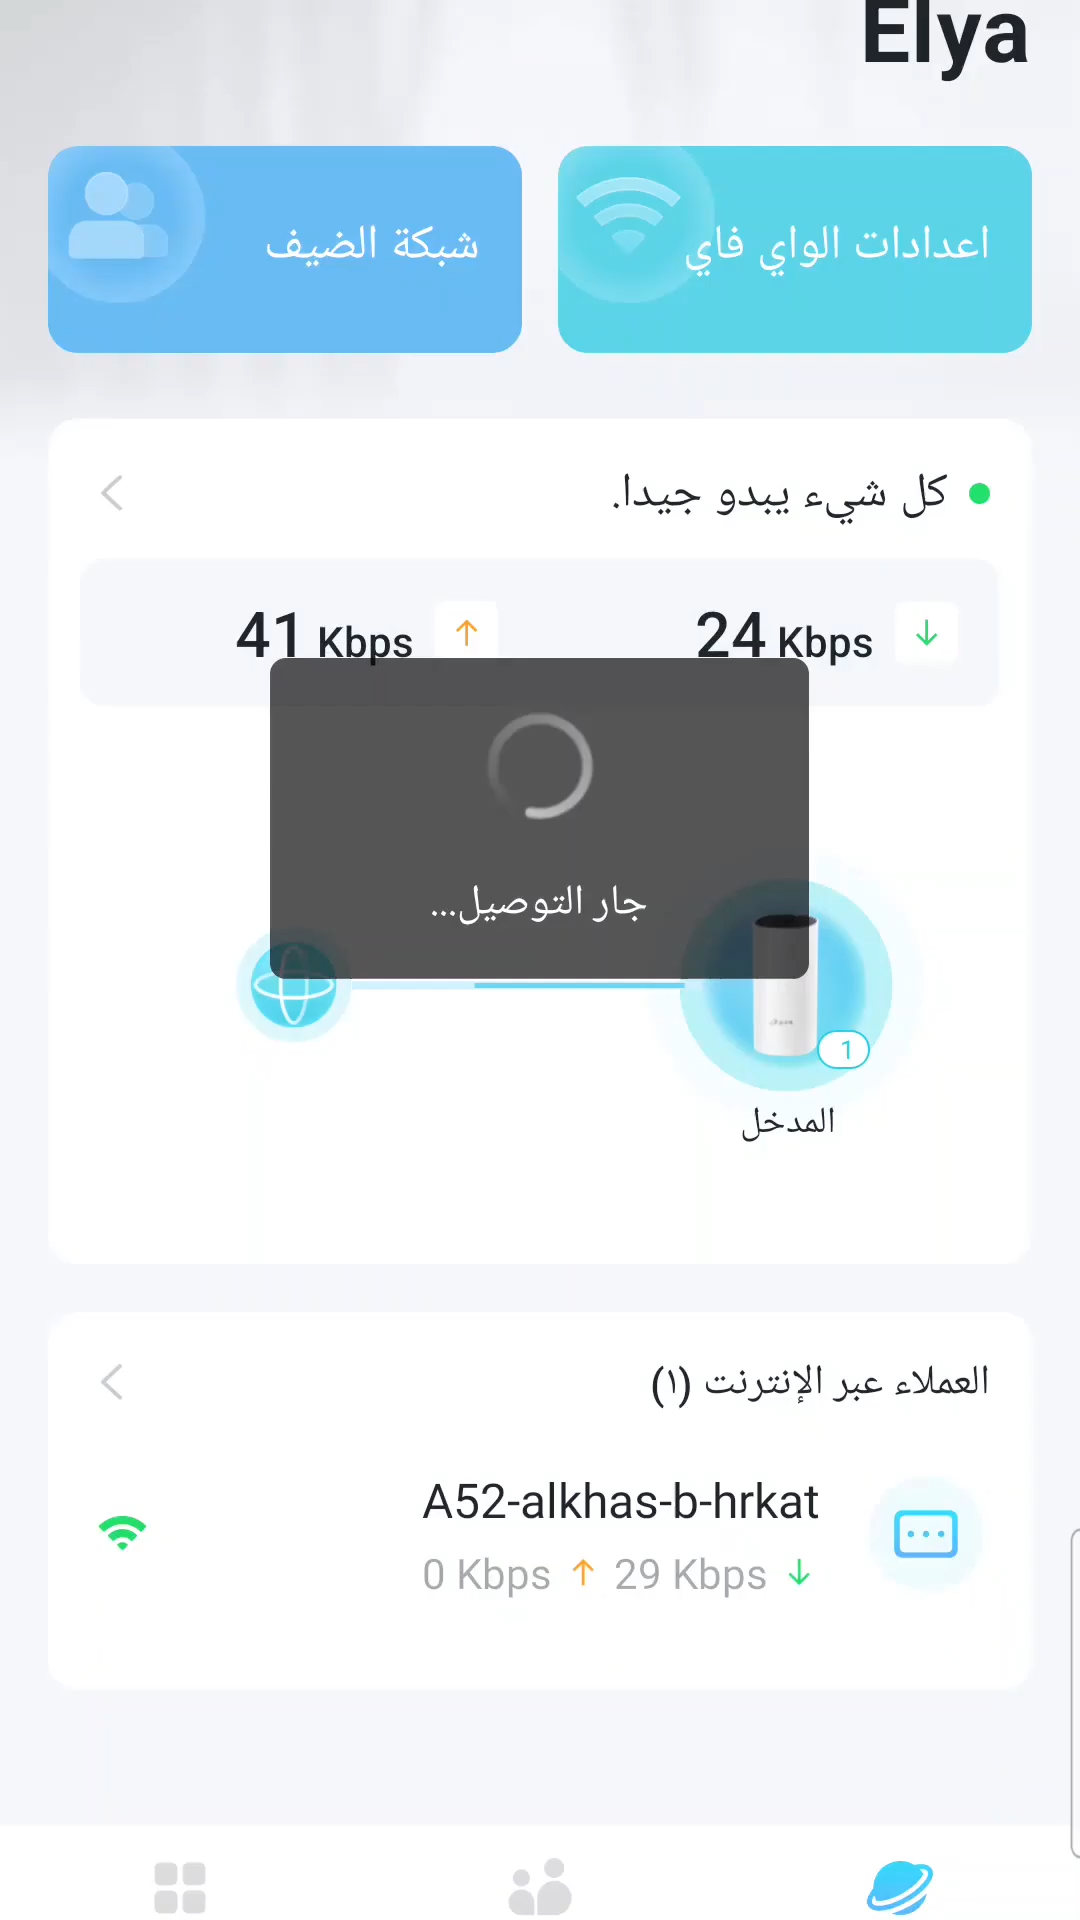 Elya
اعدادات الواي فاي
شبكة الضيف
كل شيء يبدو جيدا.
24 Kbps
41 Kbps
جار التوصيل...
1
المدخل
العملاء عبر الإنترنت (١)
A52-alkhas-b-hrkat
0 Kbps ↑ 29 Kbps ↓